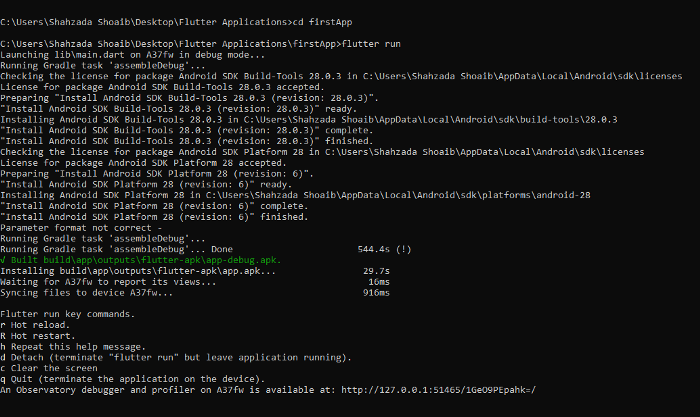 C:\Users\Shahzada Shoaib\Desktop\Flutter Applications>cd firstApp
C:\Users\Shahzada Shoaib\Desktop\Flutter Applications\firstApp>flutter run
Launching lib\main.dart on A37fw in debug mode...
Running Gradle task 'assembleDebug'...
Checking the license for package Android SDK Build-Tools 28.0.3 in C:\Users\Shahzada Shoaib\AppData\Local\Android\sdk\licenses
License for package Android SDK Build-Tools 28.0.3 accepted.
Preparing "Install Android SDK Build-Tools 28.0.3 (revision: 28.0.3)".
"Install Android SDK Build-Tools 28.0.3 (revision: 28.0.3)" ready.
Installing Android SDK Build-Tools 28.0.3 in C:\Users\Shahzada Shoaib\AppData\Local\Android\sdk\build-tools\28.0.3
"Install Android SDK Build-Tools 28.0.3 (revision: 28.0.3)" complete.
"Install Android SDK Build-Tools 28.0.3 (revision: 28.0.3)" finished.
Checking the license for package Android SDK Platform 28 in C:\Users\Shahzada Shoaib\AppData\Local\Android\sdk\licenses
License for package Android SDK Platform 28 accepted.
Preparing "Install Android SDK Platform 28 (revision: 6)".
"Install Android SDK Platform 28 (revision: 6)" ready.
Installing Android SDK Platform 28 in C:\Users\Shahzada Shoaib\AppData\Local\Android\sdk\platforms\android-28
"Install Android SDK Platform 28 (revision: 6)" complete.
"Install Android SDK Platform 28 (revision: 6)" finished.
Parameter format not correct -
Running Gradle task 'assembleDebug'...
Running Gradle task 'assembleDebug'... Done 544.4s (!)
√ Built build\app\outputs\flutter-apk\app-debug.apk.
Installing build\app\outputs\flutter-apk\app.apk... 29.7s
Waiting for A37fw to report its views... 16ms
Syncing files to device A37fw... 916ms
Flutter run key commands.
r Hot reload.
R Hot restart.
h Repeat this help message.
d Detach (terminate "flutter run" but leave application running).
c Clear the screen
q Quit (terminate the application on the device).
An Observatory debugger and profiler on A37fw is available at: http://127.0.0.1:51465/1GeO9PEpahk=/